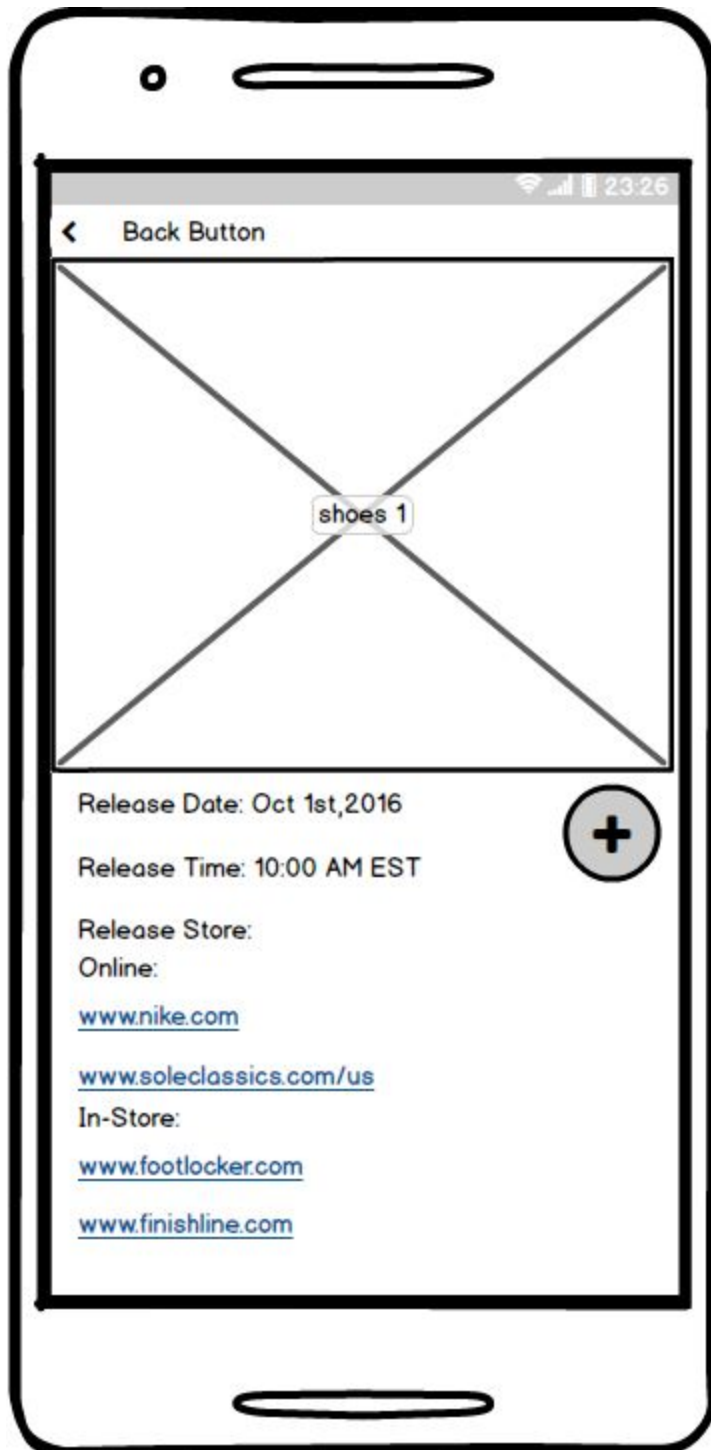 23:26
Back Button
shoes 1
Release Date: Oct 1st,2016
Release Time: 10:00 AM EST
Release Store:
Online:
www.nike.com
www.soleclassics.com/us
In-Store:
www.footlocker.com
www.finishline.com